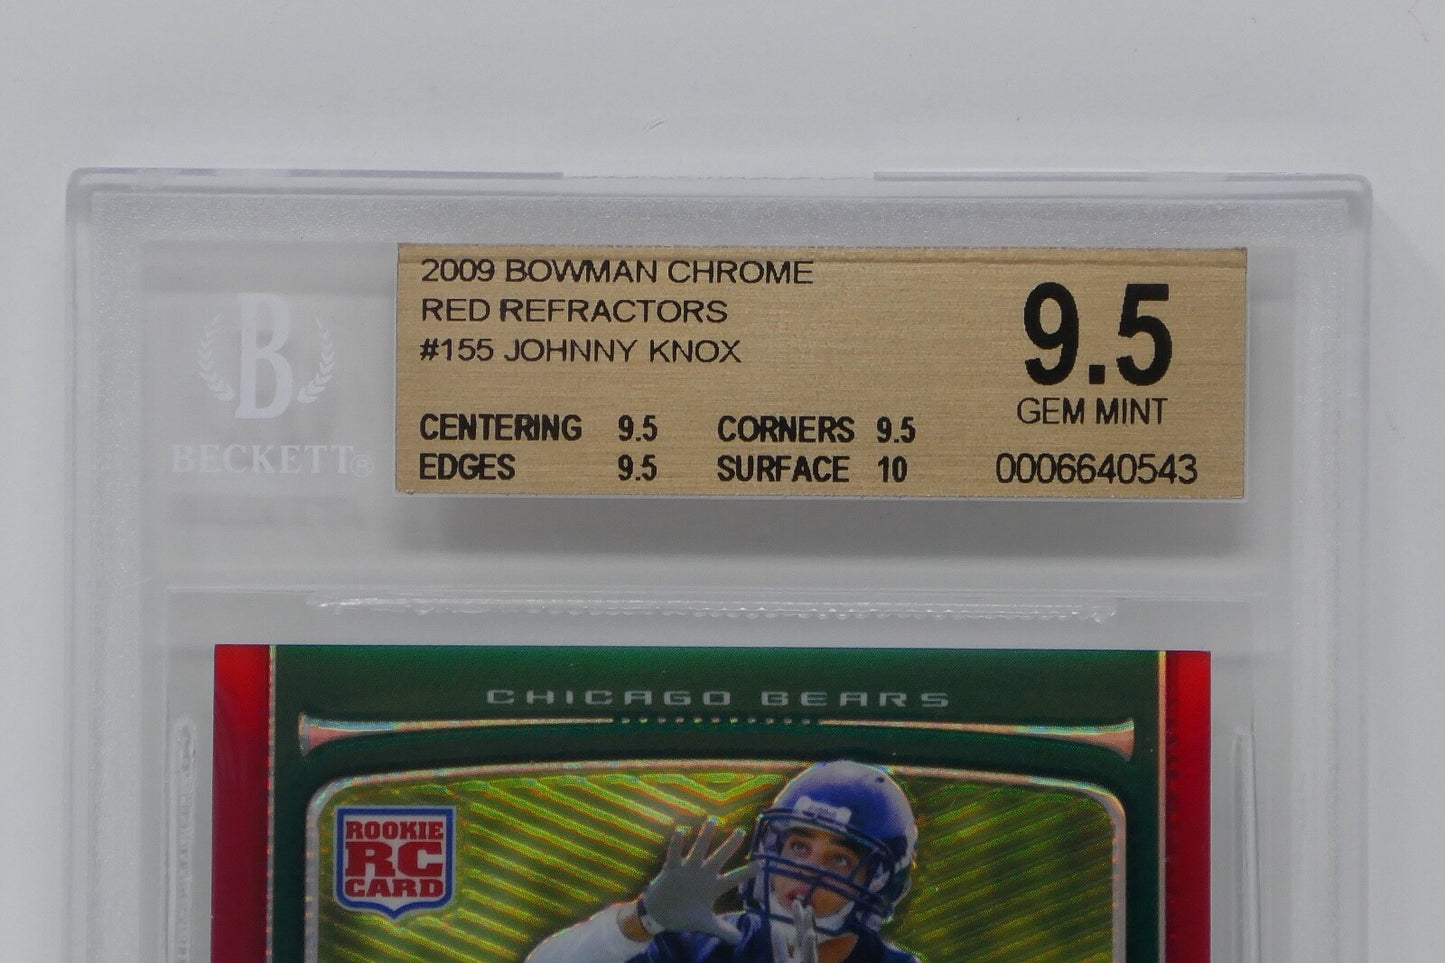 2009 BOWMAN CHROME
RED REFRACTORS
#155 JOHNNY KNOX
9.5
GEM MINT
CENTERING 9.5 CORNERS 9.5
EDGES 9.5 SURFACE 10
0006640543
B
BECKETT®
CHICAGO BEARS
ROOKIE
RC
CARD